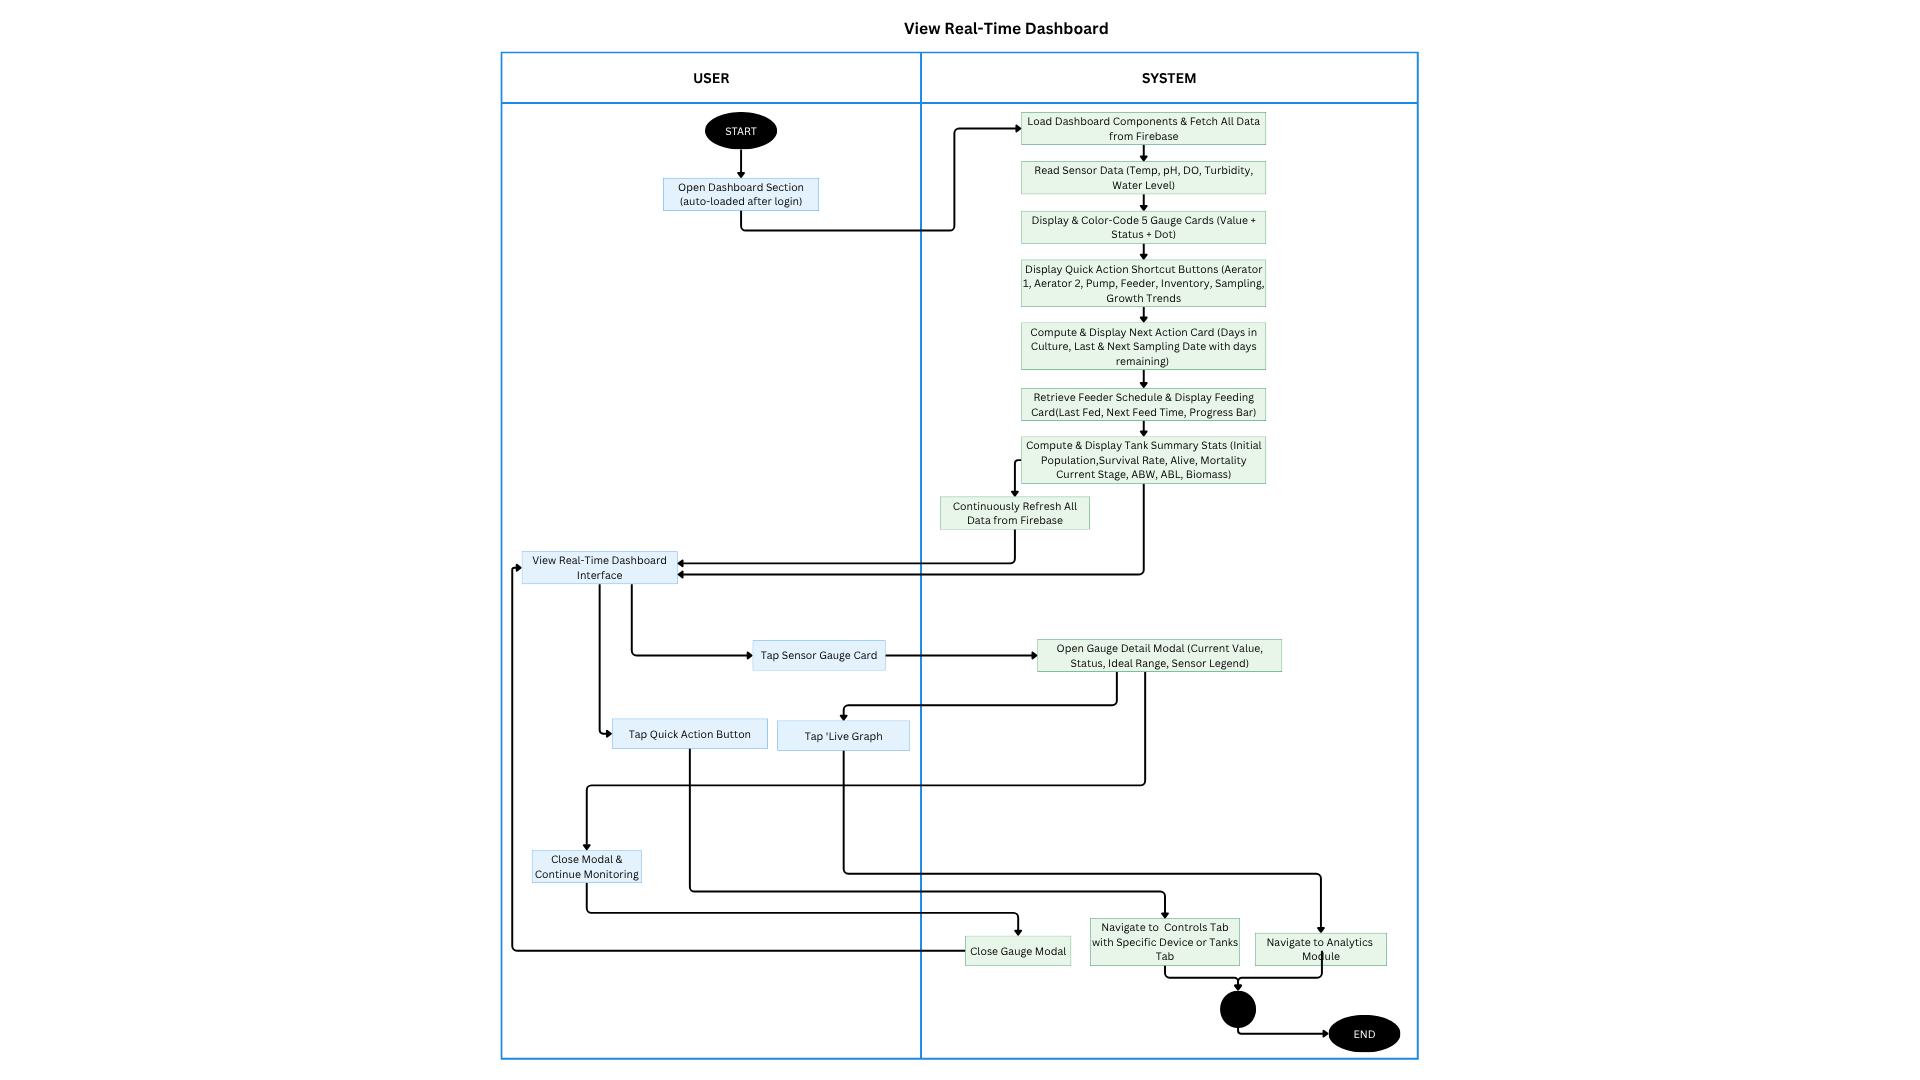 View Real-Time Dashboard
USER
SYSTEM
START
Open Dashboard Section
(auto-loaded after login)
Load Dashboard Components & Fetch All Data
from Firebase
Read Sensor Data (Temp, pH, DO, Turbidity,
Water Level)
Display & Color-Code 5 Gauge Cards (Value +
Status + Dot)
Display Quick Action Shortcut Buttons (Aerator
1, Aerator 2, Pump, Feeder, Inventory, Sampling,
Growth Trends
Compute & Display Next Action Card (Days in
Culture, Last & Next Sampling Date with days
remaining)
Retrieve Feeder Schedule & Display Feeding
Card(Last Fed, Next Feed Time, Progress Bar)
Compute & Display Tank Summary Stats (Initial
Population,Survival Rate, Alive, Mortality
Current Stage, ABW, ABL, Biomass)
Continuously Refresh All
Data from Firebase
View Real-Time Dashboard
Interface
Tap Sensor Gauge Card
Open Gauge Detail Modal (Current Value,
Status, Ideal Range, Sensor Legend)
Tap Quick Action Button
Tap 'Live Graph
Close Modal &
Continue Monitoring
Close Gauge Modal
Navigate to  Controls Tab
with Specific Device or Tanks
Tab
Navigate to Analytics
Module
END